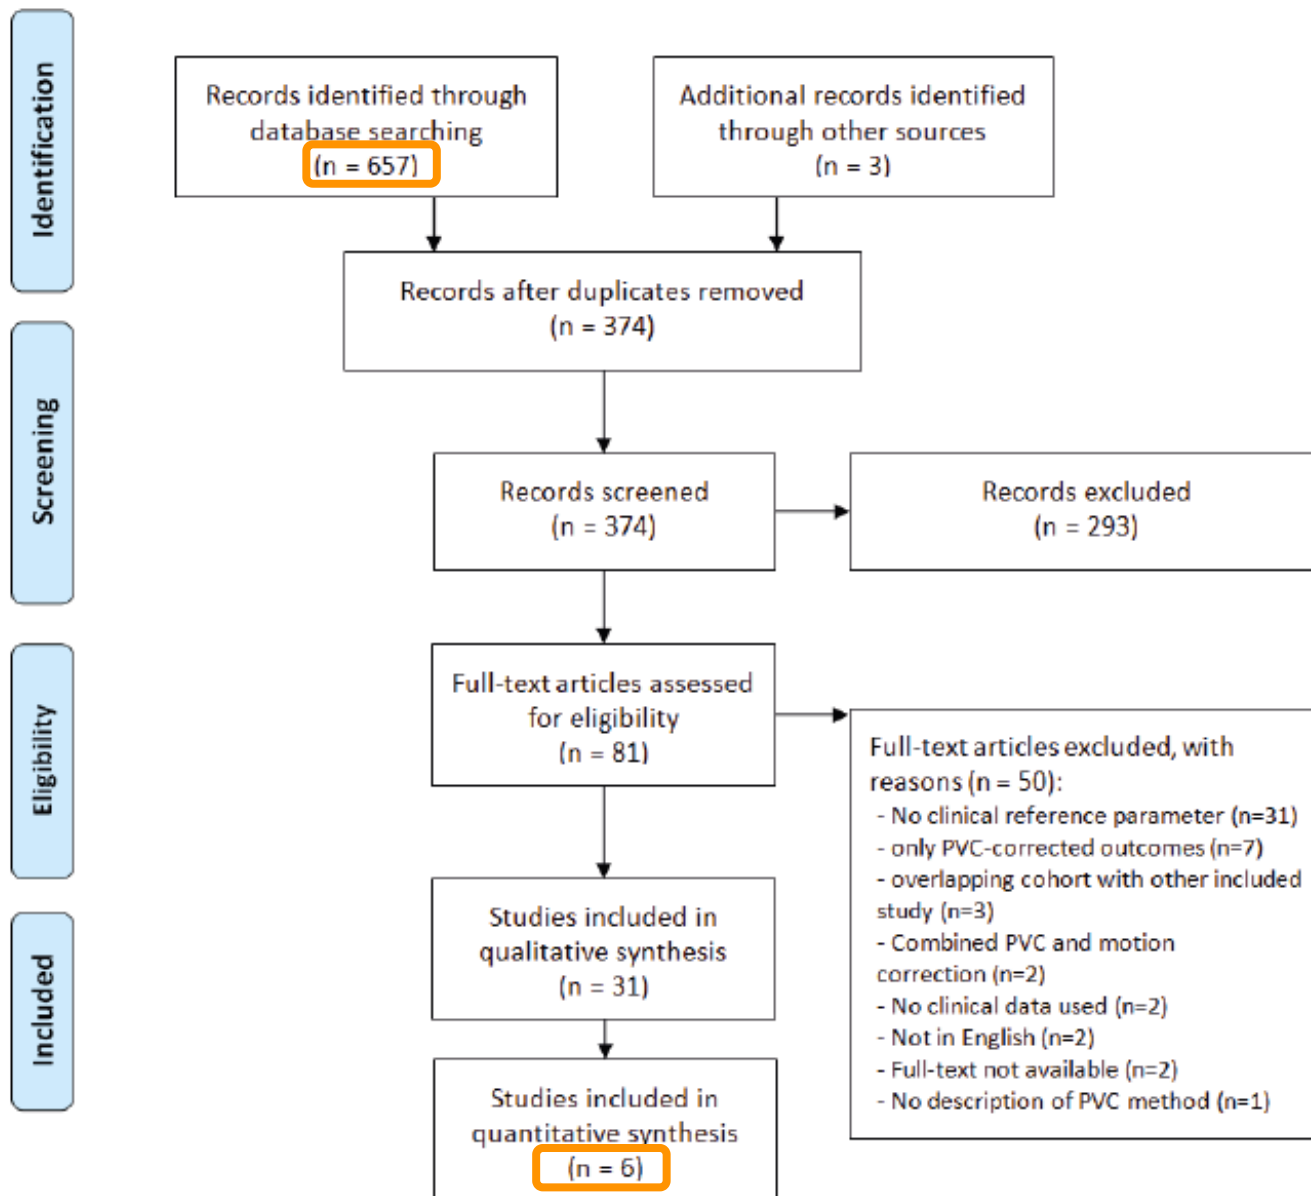 Identification
Records identified through
database searching
(n = 657)
Additional records identified
through other sources
(n = 3)
Records after duplicates removed
(n = 374)
Screening
Records screened
(n = 374)
Records excluded
(n = 293)
Eligibility
Full-text articles assessed
for eligibility
(n = 81)
Full-text articles excluded, with
reasons (n = 50):
- No clinical reference parameter (n=31)
- only PVC-corrected outcomes (n=7)
- overlapping cohort with other included
study (n=3)
- Combined PVC and motion
correction (n=2)
- No clinical data used (n=2)
- Not in English (n=2)
- Full-text not available (n=2)
- No description of PVC method (n=1)
Included
Studies included in
qualitative synthesis
(n = 31)
Studies included in
quantitative synthesis
(n = 6)